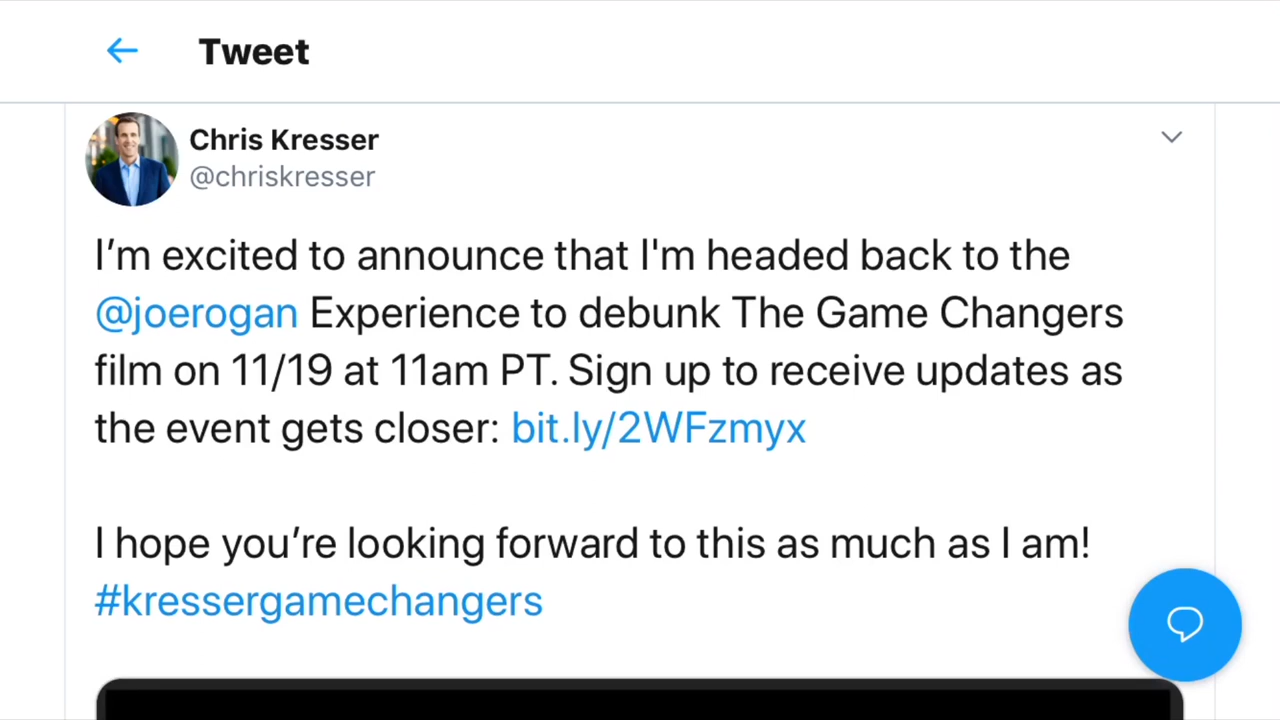 Tweet
Chris Kresser
@chriskresser
I’m excited to announce that I'm headed back to the
@joerogan Experience to debunk The Game Changers
film on 11/19 at 11am PT. Sign up to receive updates as
the event gets closer: bit.ly/2WFzmyx
I hope you’re looking forward to this as much as I am!
#kressergamechangers